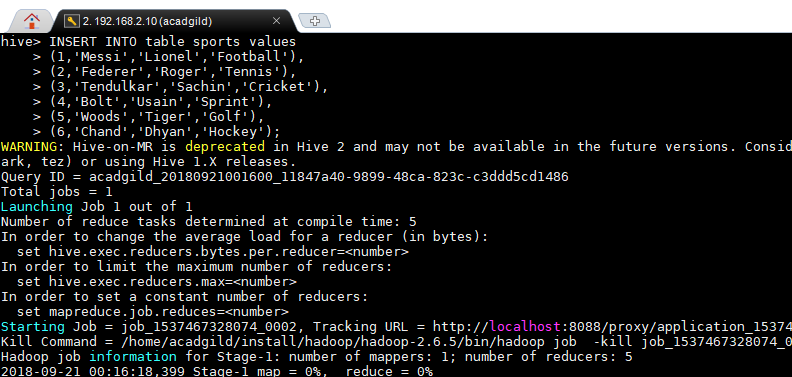 2. 192.168.2.10 (acadgild)
hive> INSERT INTO table sports values
    > (1,'Messi','Lionel','Football'),
    > (2,'Federer','Roger','Tennis'),
    > (3,'Tendulkar','Sachin','Cricket'),
    > (4,'Bolt','Usain','Sprint'),
    > (5,'Woods','Tiger','Golf'),
    > (6,'Chand','Dhyan','Hockey');
WARNING: Hive-on-MR is deprecated in Hive 2 and may not be available in the future versions. Consid
ark, tez) or using Hive 1.X releases.
Query ID = acadgild_20180921001600_11847a40-9899-48ca-823c-c3ddd5cd1486
Total jobs = 1
Launching Job 1 out of 1
Number of reduce tasks determined at compile time: 5
In order to change the average load for a reducer (in bytes):
  set hive.exec.reducers.bytes.per.reducer=<number>
In order to limit the maximum number of reducers:
  set hive.exec.reducers.max=<number>
In order to set a constant number of reducers:
  set mapreduce.job.reduces=<number>
Starting Job = job_1537467328074_0002, Tracking URL = http://localhost:8088/proxy/application_15374
Kill Command = /home/acadgild/install/hadoop/hadoop-2.6.5/bin/hadoop job  -kill job_1537467328074_0
Hadoop job information for Stage-1: number of mappers: 1; number of reducers: 5
2018-09-21 00:16:18,399 Stage-1 map = 0%,  reduce = 0%